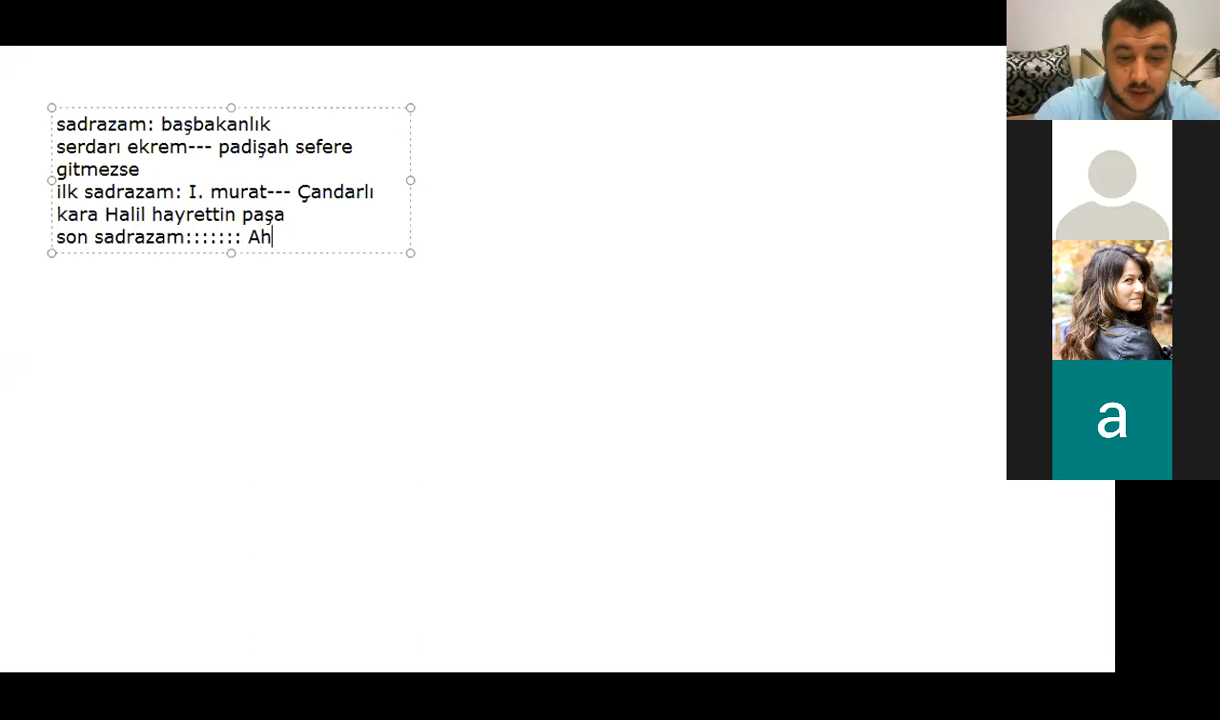 sadrazam: başbakanlık
serdarı ekrem--- padişah sefere
gitmezse
ilk sadrazam: I. murat--- Çandarlı
kara Halil hayrettin paşa
son sadrazam::::::: Ah
a